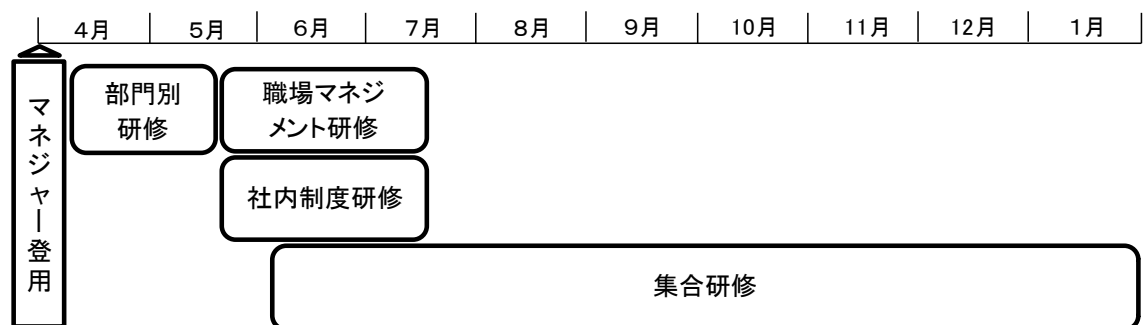 4月 5月 6月 7月 8月 9月 10月 11月 12月 1月
マネジャー登用
部門別
研修
職場マネジ
メント研修
社内制度研修
集合研修